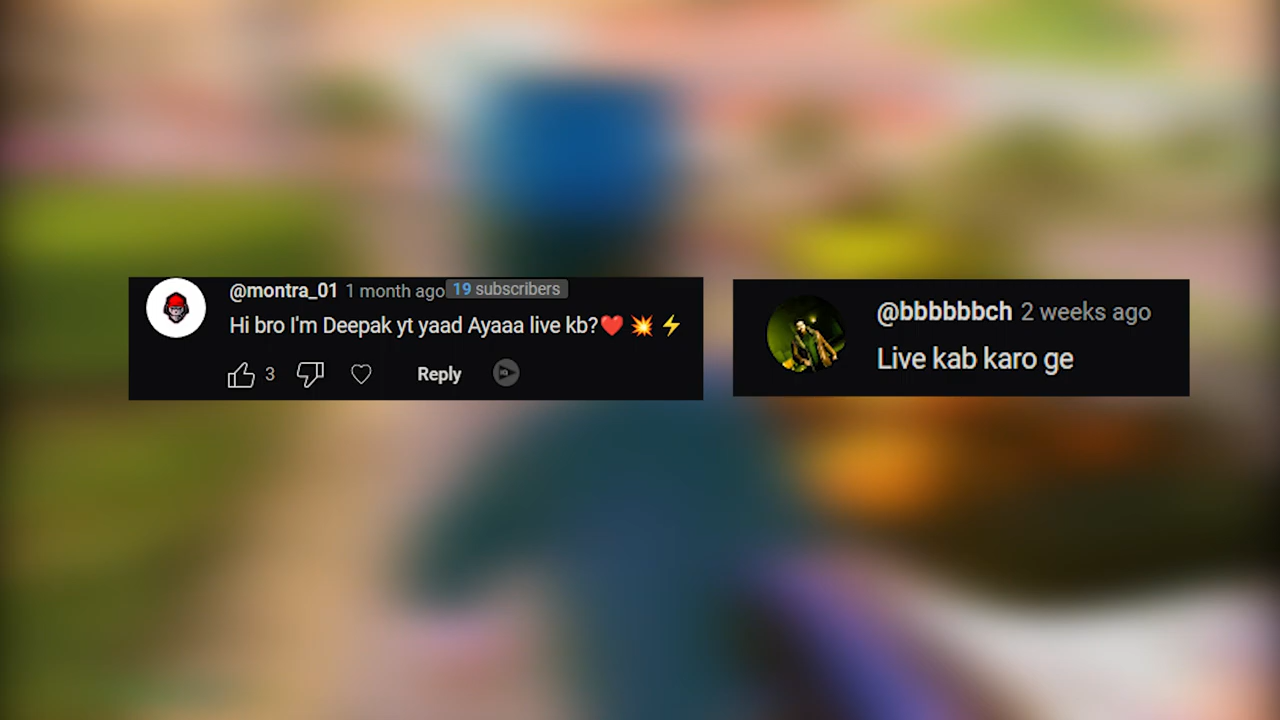 @montra_01 1 month ago 19 subscribers
Hi bro I'm Deepak yt yaad Ayaaa live kb?❤️ 💥 ⚡
3 Reply
@bbbbbbch 2 weeks ago
Live kab karo ge